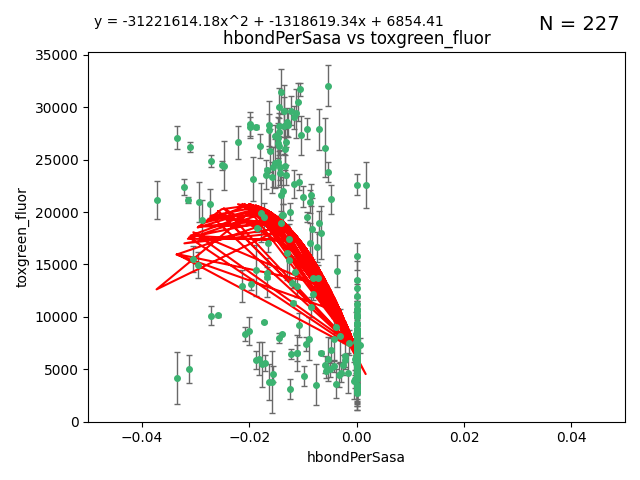 y = -31221614.18x^2 + -1318619.34x + 6854.41
N = 227
hbondPerSasa vs toxgreen_fluor
35000
30000
25000
20000
15000
10000
5000
0
toxgreen_fluor
−0.04
−0.02
0.00
0.02
0.04
hbondPerSasa